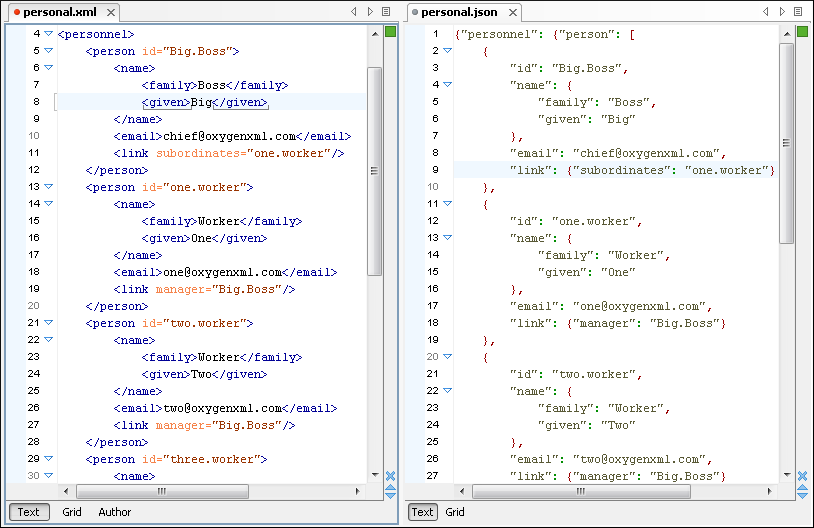 personal.xml
4 <personnel>
5 <person id="Big.Boss">
6 <name>
7 <family>Boss</family>
8 <given>Big</given>
9 </name>
10 <email>chief@oxygenxml.com</email>
11 <link subordinates="one.worker"/>
12 </person>
13 <person id="one.worker">
14 <name>
15 <family>Worker</family>
16 <given>One</given>
17 </name>
18 <email>one@oxygenxml.com</email>
19 <link manager="Big.Boss"/>
20 </person>
21 <person id="two.worker">
22 <name>
23 <family>Worker</family>
24 <given>Two</given>
25 </name>
26 <email>two@oxygenxml.com</email>
27 <link manager="Big.Boss"/>
28 </person>
29 <person id="three.worker">
30 <name>
Text Grid Author
personal.json
1 {"personnel": {"person": [
2 {
3 "id": "Big.Boss",
4 "name": {
5 "family": "Boss",
6 "given": "Big"
7 },
8 "email": "chief@oxygenxml.com",
9 "link": {"subordinates": "one.worker"}
10 },
11 {
12 "id": "one.worker",
13 "name": {
14 "family": "Worker",
15 "given": "One"
16 },
17 "email": "one@oxygenxml.com",
18 "link": {"manager": "Big.Boss"}
19 },
20 {
21 "id": "two.worker",
22 "name": {
23 "family": "Worker",
24 "given": "Two"
25 },
26 "email": "two@oxygenxml.com",
27 "link": {"manager": "Big.Boss"}
Text Grid